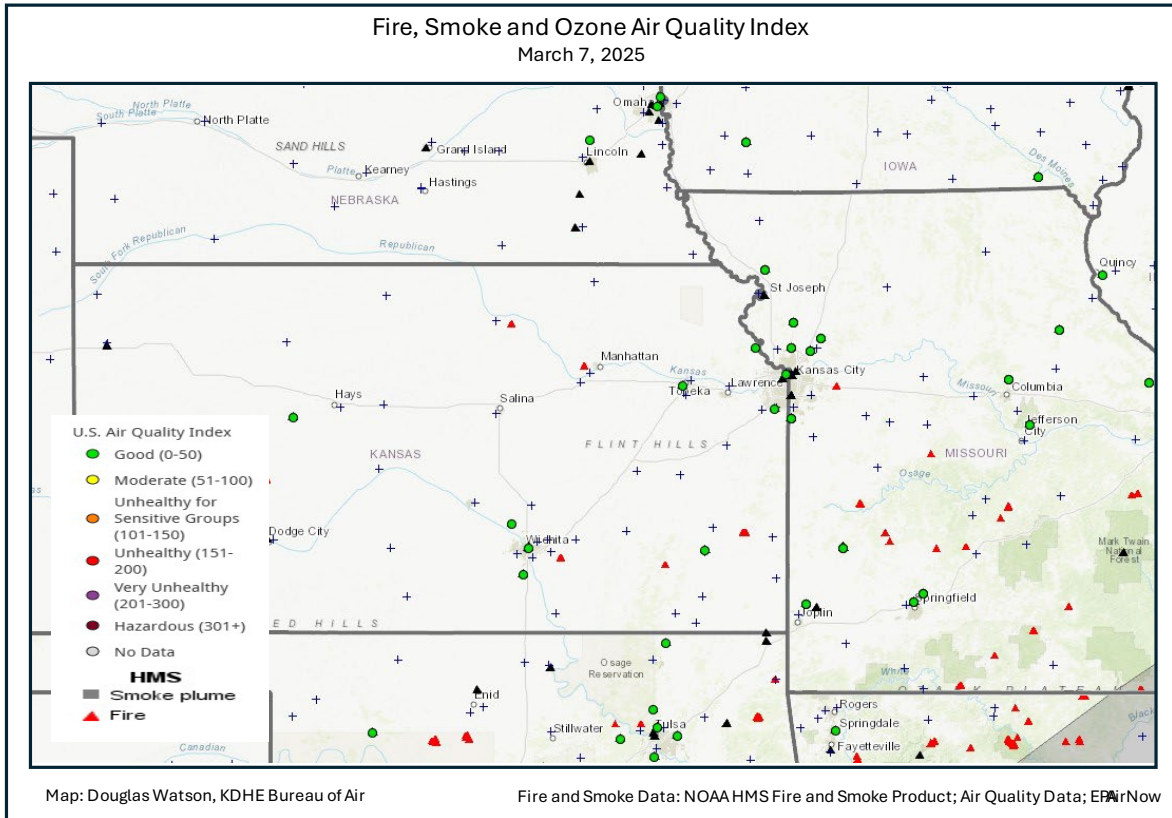 Fire, Smoke and Ozone Air Quality Index
March 7, 2025
North Platte
South Platte
North Platte
SAND HILLS
Grand Island
Platte
Kearney
Hastings
NEBRASKA
Omaha
Lincoln
IOWA
Des Moines
South Fork Republican
Republican
Quincy
St Joseph
Manhattan
Kansas
Topeka
Lawrence
Kansas City
Missouri
Columbia
Jefferson
City
Hays
Salina
FLINT HILLS
KANSAS
MISSOURI
Osage
Dodge City
Wichita
Mark Twain
National
Forest
Springfield
Joplin
ED HILLS
Osage
Reservation
White
Enid
Stillwater
Tulsa
Rogers
Springdale
Fayetteville
Canadian
Black
U.S. Air Quality Index
Good (0-50)
Moderate (51-100)
Unhealthy for
Sensitive Groups
(101-150)
Unhealthy (151-
200)
Very Unhealthy
(201-300)
Hazardous (301+)
No Data
HMS
Smoke plume
Fire
Map: Douglas Watson, KDHE Bureau of Air
Fire and Smoke Data: NOAA HMS Fire and Smoke Product; Air Quality Data; EPA AirNow